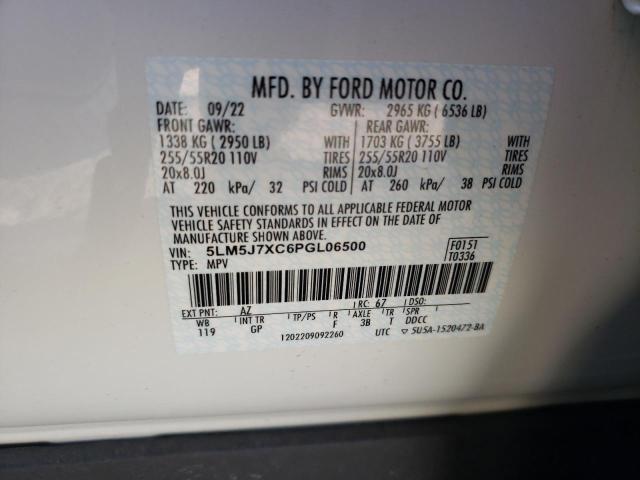 MFD. BY FORD MOTOR CO.
DATE: 09/22 GVWR: 2965 KG ( 6536 LB)
FRONT GAWR: REAR GAWR:
1338 KG ( 2950 LB) WITH 1703 KG ( 3755 LB) WITH
255/55R20 110V TIRES 255/55R20 110V TIRES
20x8.0J RIMS 20x8.0J RIMS
AT 220 kPa/ 32 PSI COLD AT 260 kPa/ 38 PSI COLD
THIS VEHICLE CONFORMS TO ALL APPLICABLE FEDERAL MOTOR
VEHICLE SAFETY STANDARDS IN EFFECT ON THE DATE OF
MANUFACTURE SHOWN ABOVE.
VIN: 5LM5J7XC6PGL06500 F0151
TYPE: MPV T0336
EXT PNT: AZ RC: 67 DSO:
WB INT TR TP/PS R AXLE TR SPR
119 GP F 3B T DDCC
1202209092260 UTC ▽ 5U5A-1520472-8A